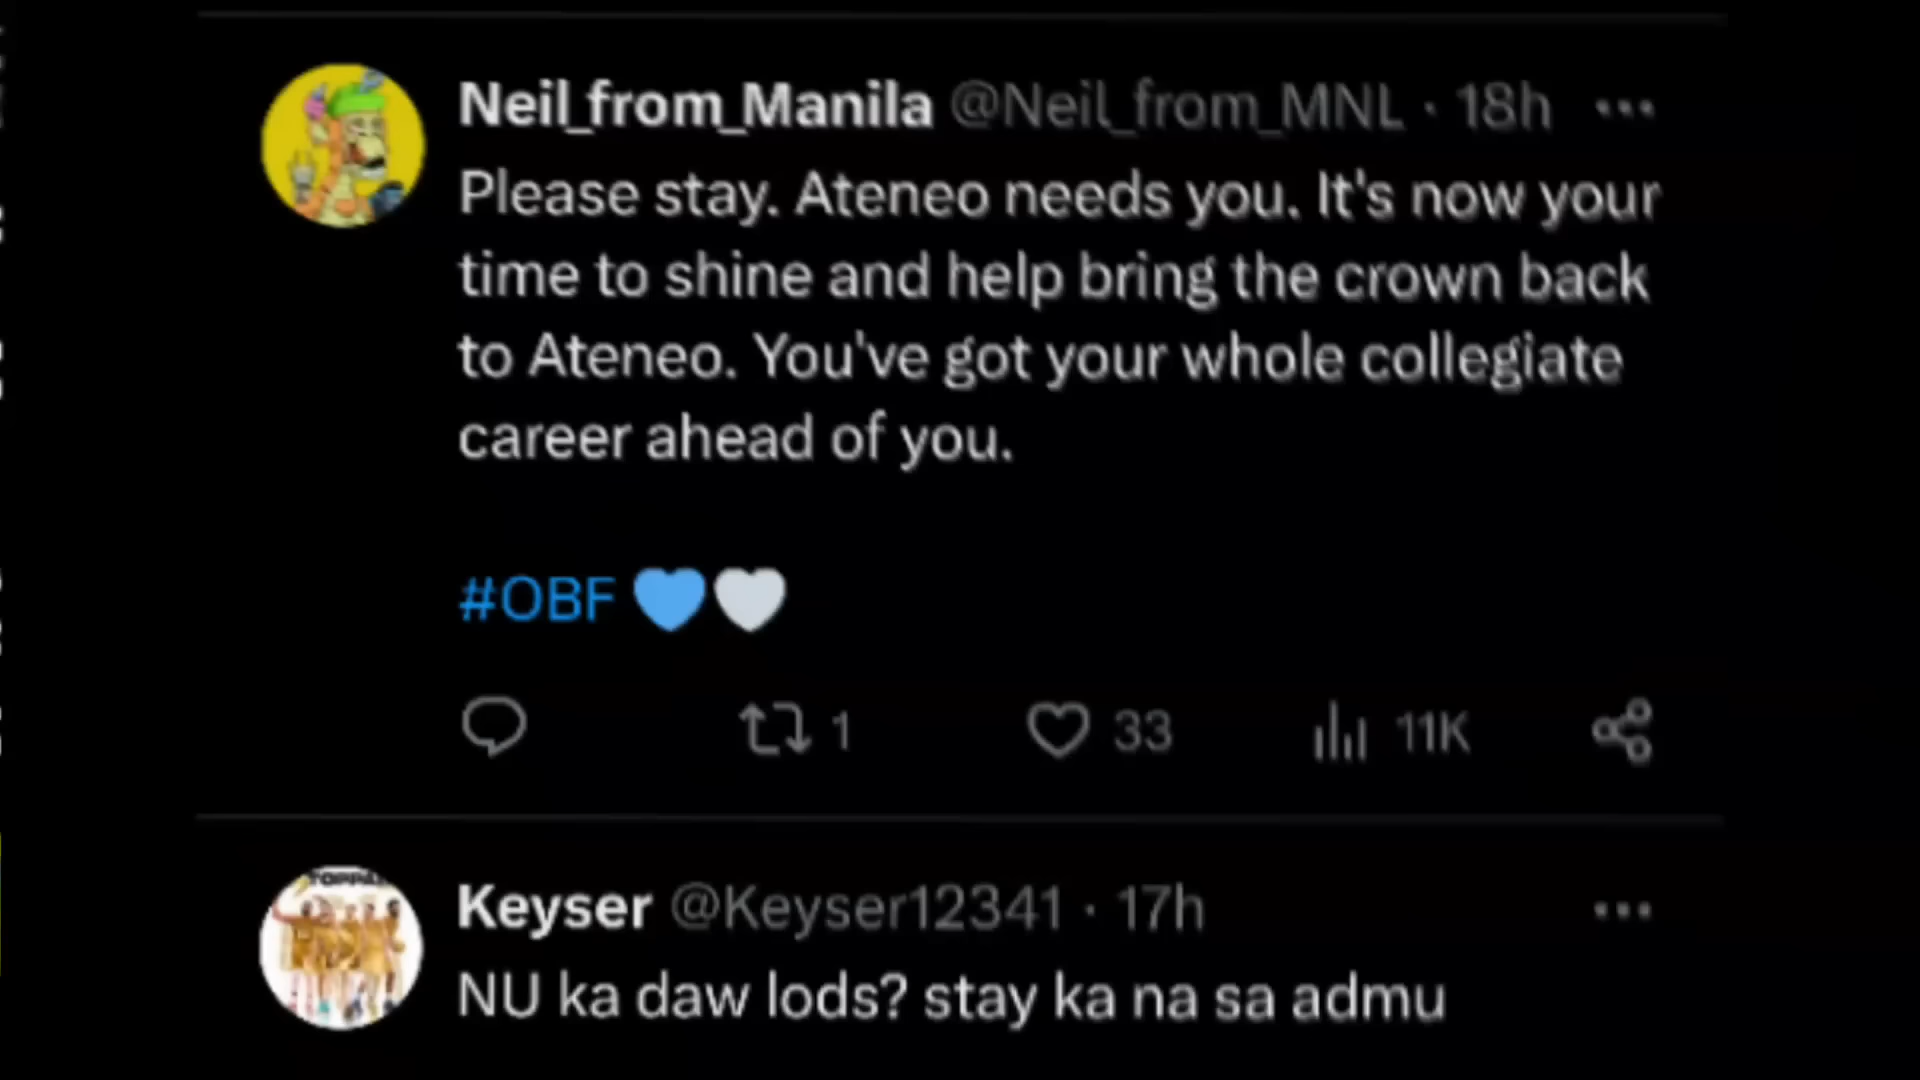 Neil_from_Manila @Neil_from_MNL · 18h
Please stay. Ateneo needs you. It's now your
time to shine and help bring the crown back
to Ateneo. You've got your whole collegiate
career ahead of you.
#OBF 🩵🤍
1 33 11K
Keyser @Keyser12341 · 17h
NU ka daw lods? stay ka na sa admu